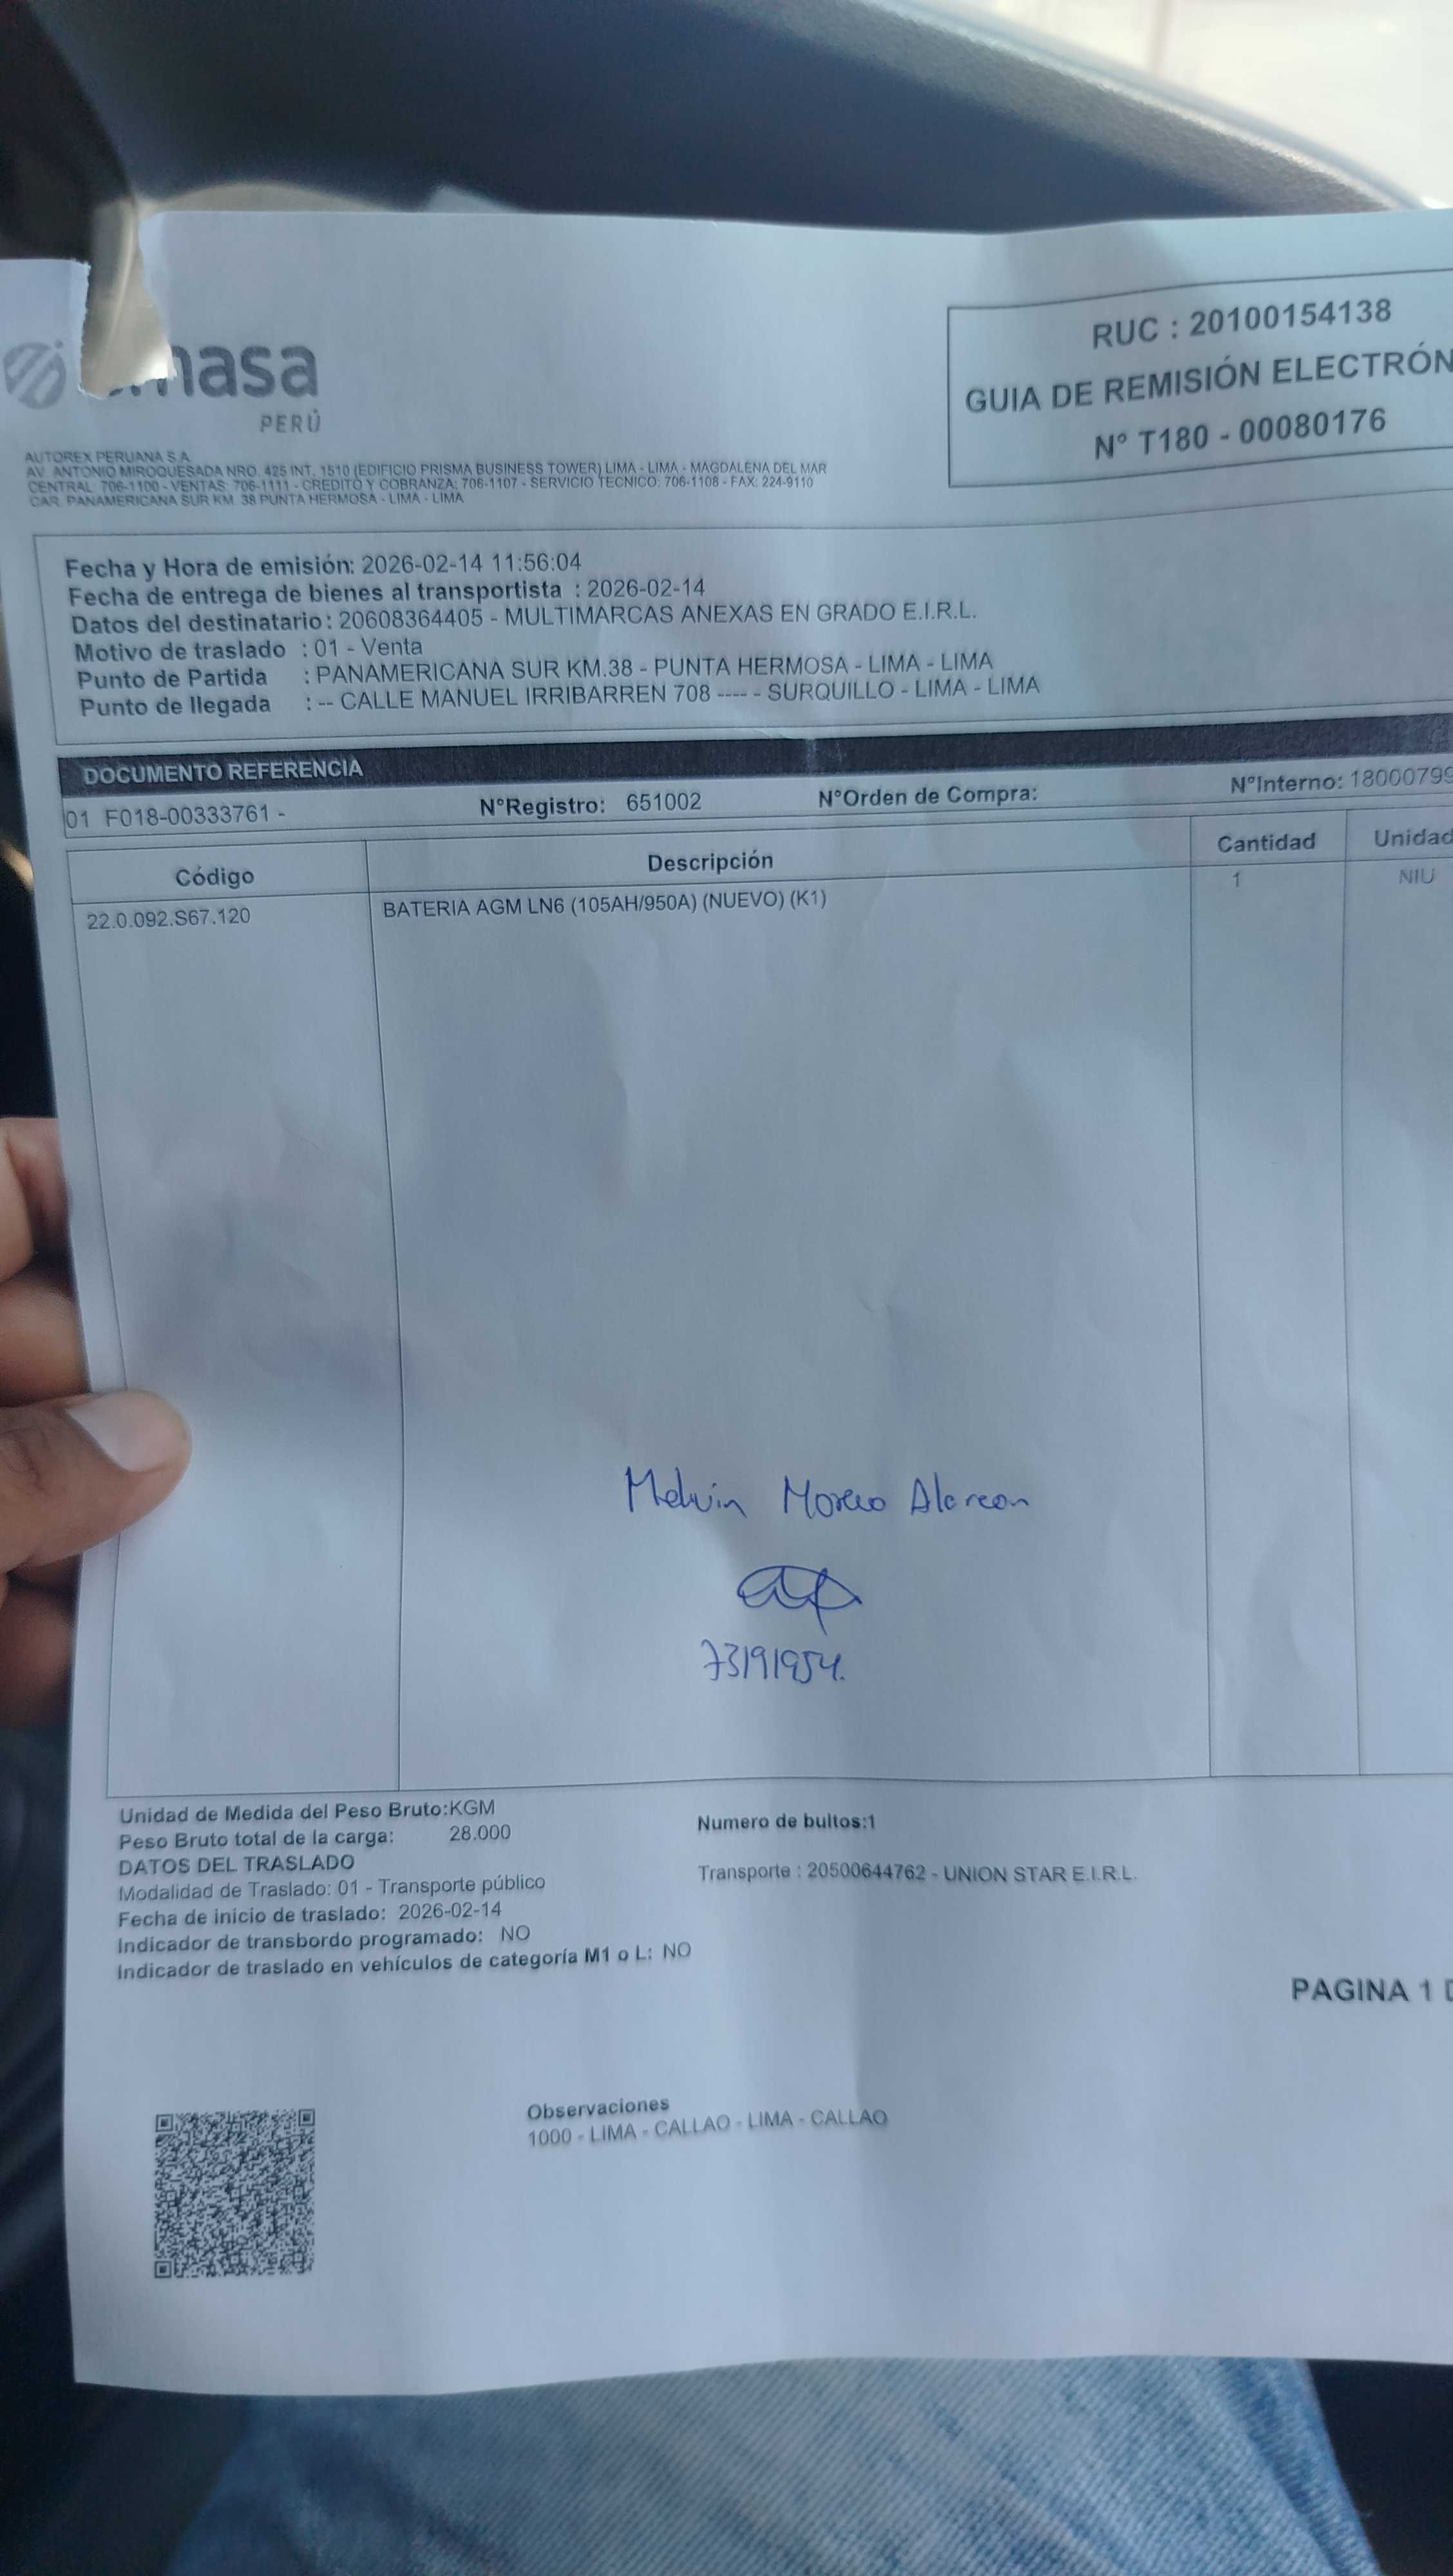 masa
PERÚ
RUC : 20100154138
GUIA DE REMISIÓN ELECTRÓN
N° T180 - 00080176
AUTOREX PERUANA S.A.
AV. ANTONIO MIROQUESADA NRO. 425 INT. 1510 (EDIFICIO PRISMA BUSINESS TOWER) LIMA - LIMA - MAGDALENA DEL MAR
CENTRAL: 706-1100 - VENTAS: 706-1111 - CREDITO Y COBRANZA: 706-1107 - SERVICIO TECNICO: 706-1108 - FAX: 224-9110
CAR. PANAMERICANA SUR KM. 38 PUNTA HERMOSA - LIMA - LIMA
Fecha y Hora de emisión: 2026-02-14 11:56:04
Fecha de entrega de bienes al transportista : 2026-02-14
Datos del destinatario : 20608364405 - MULTIMARCAS ANEXAS EN GRADO E.I.R.L.
Motivo de traslado : 01 - Venta
Punto de Partida : PANAMERICANA SUR KM.38 - PUNTA HERMOSA - LIMA - LIMA
Punto de llegada : -- CALLE MANUEL IRRIBARREN 708 ---- - SURQUILLO - LIMA - LIMA
DOCUMENTO REFERENCIA
01 F018-00333761 - N°Registro: 651002 N°Orden de Compra: N°Interno: 18000799
Código Descripción Cantidad Unidad
22.0.092.S67.120 BATERIA AGM LN6 (105AH/950A) (NUEVO) (K1) 1 NIU
Melvin Moreno Alarcon
73191954.
Unidad de Medida del Peso Bruto:KGM
Peso Bruto total de la carga: 28.000 Numero de bultos:1
DATOS DEL TRASLADO
Modalidad de Traslado: 01 - Transporte público Transporte : 20500644762 - UNION STAR E.I.R.L.
Fecha de inicio de traslado: 2026-02-14
Indicador de transbordo programado: NO
Indicador de traslado en vehículos de categoría M1 o L: NO
PAGINA 1 D
Observaciones
1000 - LIMA - CALLAO - LIMA - CALLAO